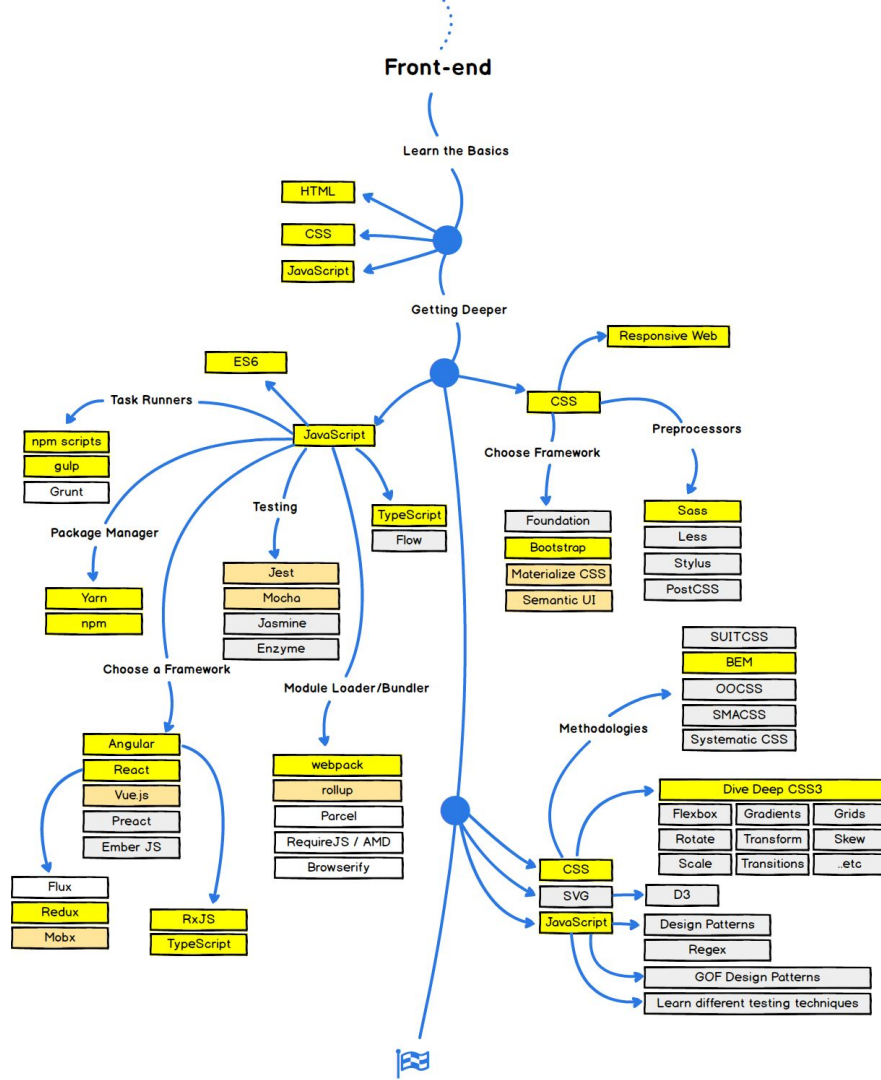 Front-end
Learn the Basics
HTML
CSS
JavaScript
Getting Deeper
Responsive Web
ES6
CSS
Task Runners
JavaScript
Preprocessors
npm scripts
gulp
Grunt
Choose Framework
Testing
TypeScript
Flow
Foundation
Bootstrap
Materialize CSS
Semantic UI
Sass
Less
Stylus
PostCSS
Package Manager
Yarn
npm
Jest
Mocha
Jasmine
Enzyme
SUITCSS
BEM
OOCSS
SMACSS
Systematic CSS
Choose a Framework
Module Loader/Bundler
Methodologies
Angular
React
Vue.js
Preact
Ember JS
webpack
rollup
Parcel
RequireJS / AMD
Browserify
Dive Deep CSS3
Flexbox Gradients Grids
Rotate Transform Skew
Scale Transitions ..etc
CSS
SVG
JavaScript
D3
Design Patterns
Regex
GOF Design Patterns
Learn different testing techniques
Flux
Redux
Mobx
RxJS
TypeScript